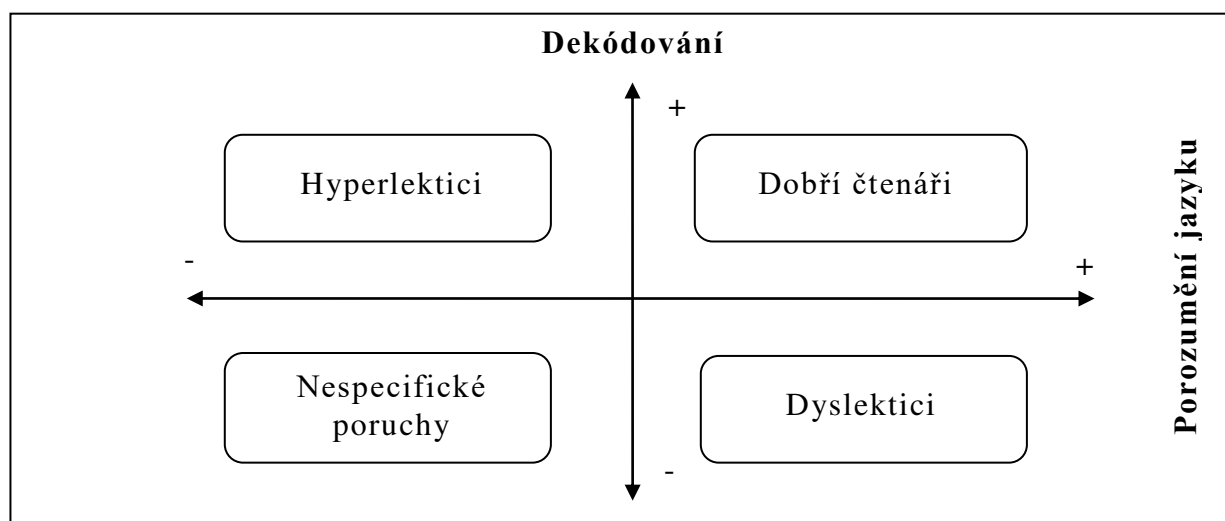 Dekódování
+
Hyperlektici
Dobří čtenáři
-
+
Porozumění jazyku
Nespecifické
poruchy
Dyslektici
-